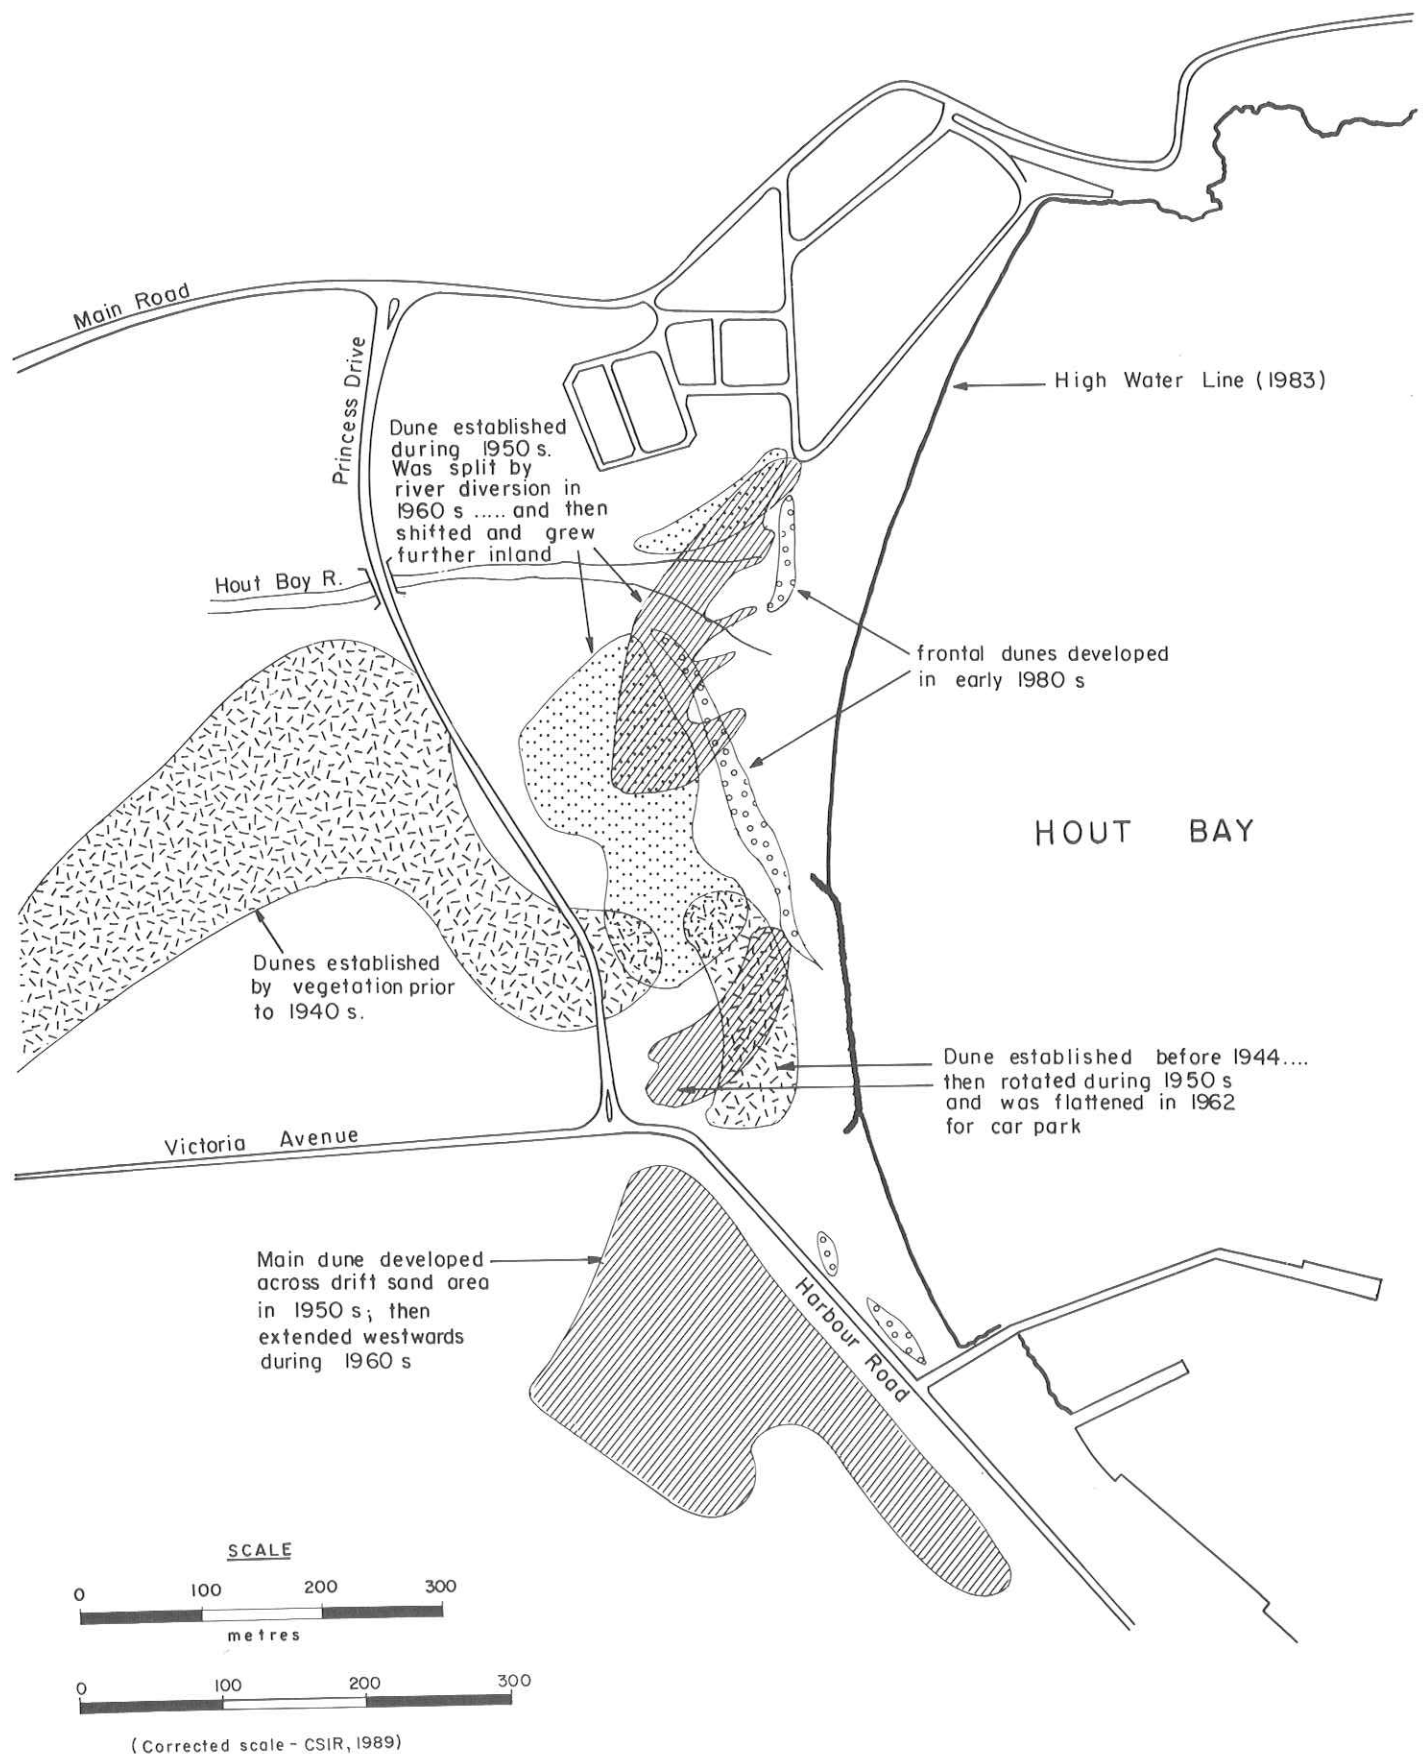 Main Road
Princess Drive
High Water Line (1983)
Dune established
during 1950 s.
Was split by
river diversion in
1960 s ..... and then
shifted and grew
further inland
Hout Bay R.
frontal dunes developed
in early 1980 s
HOUT BAY
Dunes established
by vegetation prior
to 1940 s.
Dune established before 1944....
then rotated during 1950 s
and was flattened in 1962
for car park
Victoria Avenue
Main dune developed
across drift sand area
in 1950 s; then
extended westwards
during 1960 s
Harbour Road
SCALE
0 100 200 300
metres
0 100 200 300
(Corrected scale - CSIR, 1989)